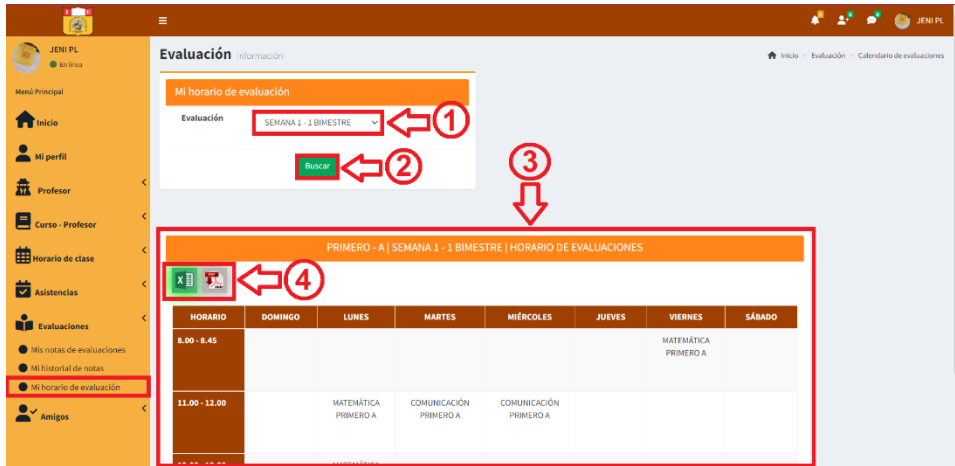 JENI PL
JENI PL
En línea
Evaluación Información
Inicio > Evaluación > Calendario de evaluaciones
Menú Principal
Inicio
Mi perfil
Profesor
Curso - Profesor
Horario de clase
Asistencias
Evaluaciones
Mis notas de evaluaciones
Mi historial de notas
Mi horario de evaluación
Amigos
Mi horario de evaluación
Evaluación
SEMANA 1 - 1 BIMESTRE
1
Buscar
2
3
PRIMERO - A | SEMANA 1 - 1 BIMESTRE | HORARIO DE EVALUACIONES
4
HORARIO DOMINGO LUNES MARTES MIÉRCOLES JUEVES VIERNES SÁBADO
8.00 - 8.45 MATEMÁTICA
PRIMERO A
11.00 - 12.00 MATEMÁTICA COMUNICACIÓN COMUNICACIÓN
PRIMERO A PRIMERO A PRIMERO A